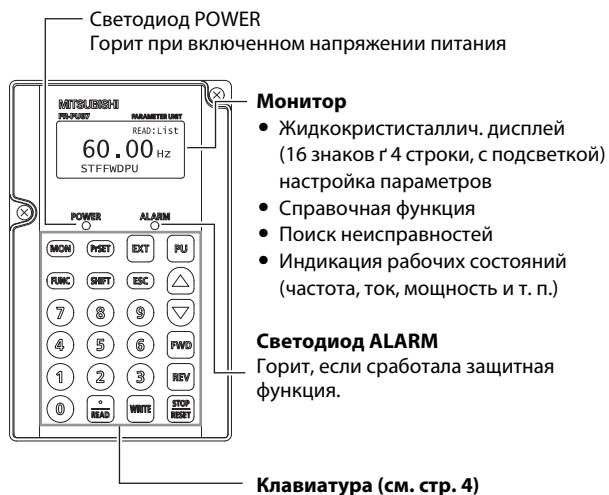 Светодиод POWER
Горит при включенном напряжении питания
MITSUBISHI
FR-PU07 PARAMETER UNIT
READ:List
60.00 Hz
STFFWDPU
POWER ALARM
MON PrSET EXT PU
FUNC SHIFT ESC
7 8 9
4 5 6 FWD
1 2 3 REV
0 READ WRITE STOP RESET
Монитор
• Жидкокристисталлич. дисплей
(16 знаков ґ 4 строки, с подсветкой)
настройка параметров
• Справочная функция
• Поиск неисправностей
• Индикация рабочих состояний
(частота, ток, мощность и т. п.)
Светодиод ALARM
Горит, если сработала защитная
функция.
Клавиатура (см. стр. 4)